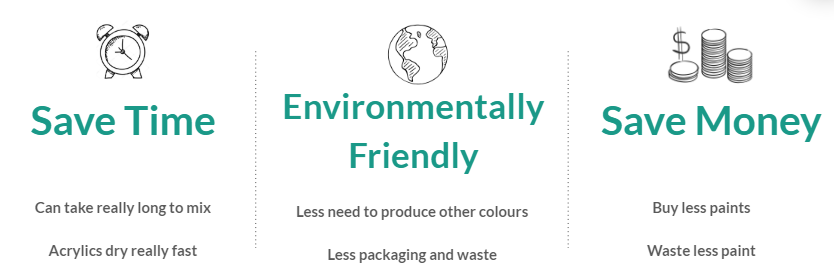 Save Time
Can take really long to mix
Acrylics dry really fast
Environmentally
Friendly
Less need to produce other colours
Less packaging and waste
$
Save Money
Buy less paints
Waste less paint